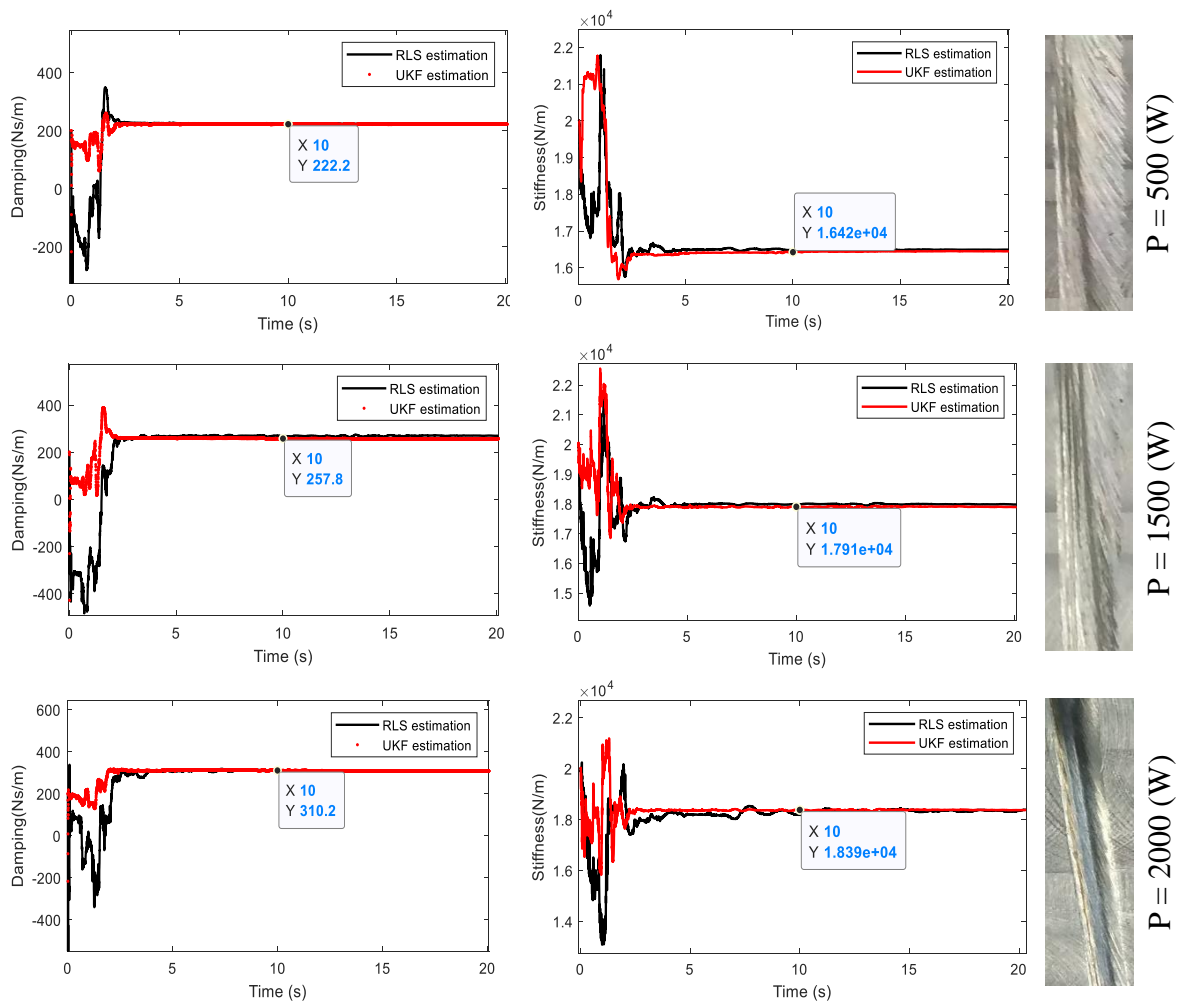 ×10⁴
RLS estimation
UKF estimation
400
200
0
-200
Damping(Ns/m)
X 10
Y 222.2
0
5
10
15
20
Time (s)
RLS estimation
UKF estimation
2.2
2.1
2
1.9
1.8
1.7
1.6
Stiffness(N/m)
X 10
Y 1.642e+04
0
5
10
15
20
Time (s)
P = 500 (W)
×10⁴
RLS estimation
UKF estimation
400
200
0
-200
-400
Damping(Ns/m)
X 10
Y 257.8
0
5
10
15
20
Time (s)
RLS estimation
UKF estimation
2.2
2.1
2
1.9
1.8
1.7
1.6
1.5
Stiffness(N/m)
X 10
Y 1.791e+04
0
5
10
15
20
Time (s)
P = 1500 (W)
×10⁴
RLS estimation
UKF estimation
600
400
200
0
-200
-400
Damping(Ns/m)
X 10
Y 310.2
0
5
10
15
20
Time (s)
RLS estimation
UKF estimation
2.2
2
1.8
1.6
1.4
Stiffness(N/m)
X 10
Y 1.839e+04
0
5
10
15
20
Time (s)
P = 2000 (W)